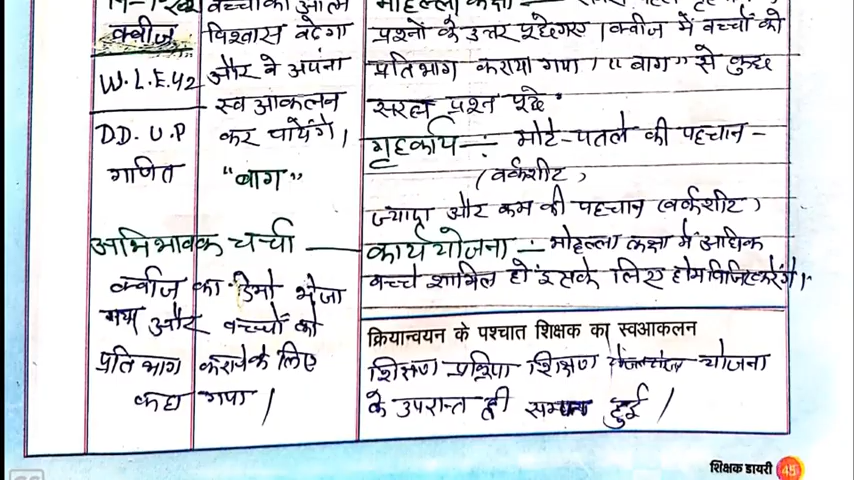 क्वीज
W.L.E.42
DD.U.P
गणित
बच्चों का आत्म
विश्वास बढेगा
और वे अपना
स्व आकलन
कर पायेंगे।
"बाग"
अभिभावक चर्चा
क्वीज का डेमो भेजा
गया और बच्चों को
प्रति भाग कराने के लिए
कहा गया।
मोहल्ला कक्षा
प्रश्नों के उत्तर पूछे गए। क्वीज में बच्चों को
प्रतिभाग कराया गया। "बाग" से कुछ
सरल प्रश्न पूछे।
गृहकार्य :- मोटे-पतले की पहचान -
(वर्कशीट)
ज्यादा और कम की पहचान (वर्कशीट)
कार्य योजना :- मोहल्ला कक्षा में अधिक
बच्चे शामिल हों इसके लिए होम विजिट करेंगे।
क्रियान्वयन के पश्चात शिक्षक का स्वआकलन
शिक्षण प्रक्रिया शिक्षण योजना
के उपरान्त ही सम्पन्न हुई।
शिक्षक डायरी 45